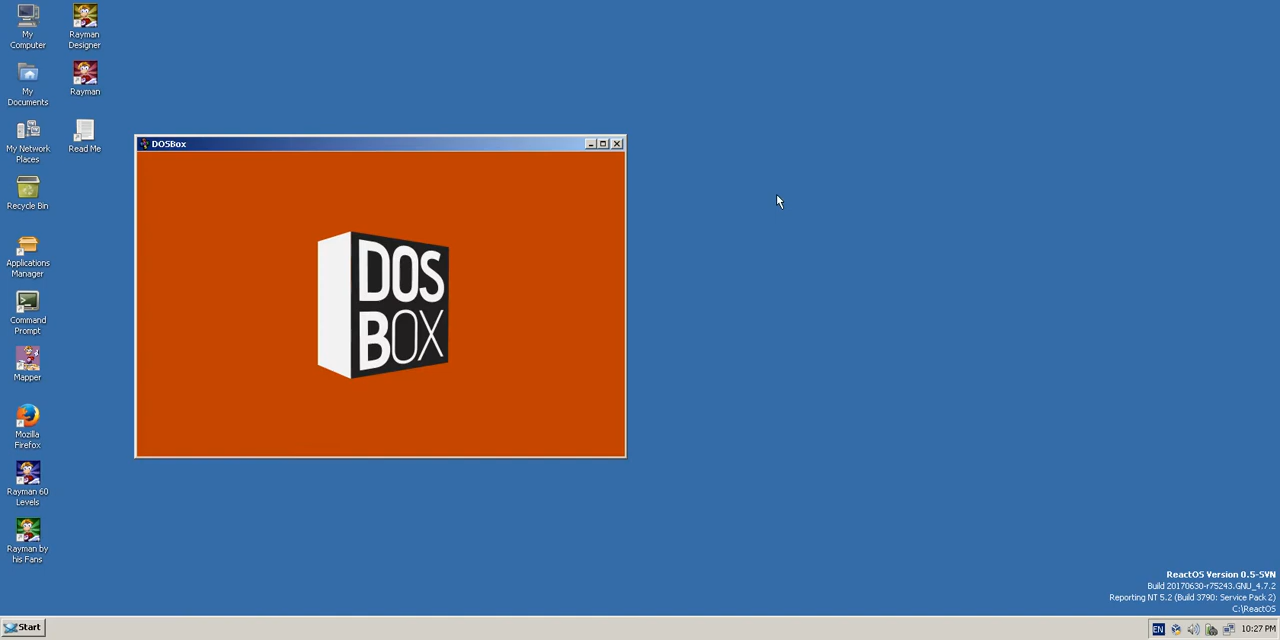 My
Computer
Rayman
Designer
My
Documents
Rayman
My Network
Places
Read Me
Recycle Bin
Applications
Manager
Command
Prompt
Mapper
Mozilla
Firefox
Rayman 60
Levels
Rayman by
his Fans
DOSBox
DOS
BOX
ReactOS Version 0.5-SVN
Build 20170630-r75243.GNU_4.7.2
Reporting NT 5.2 (Build 3790: Service Pack 2)
C:\ReactOS
Start
EN
10:27 PM